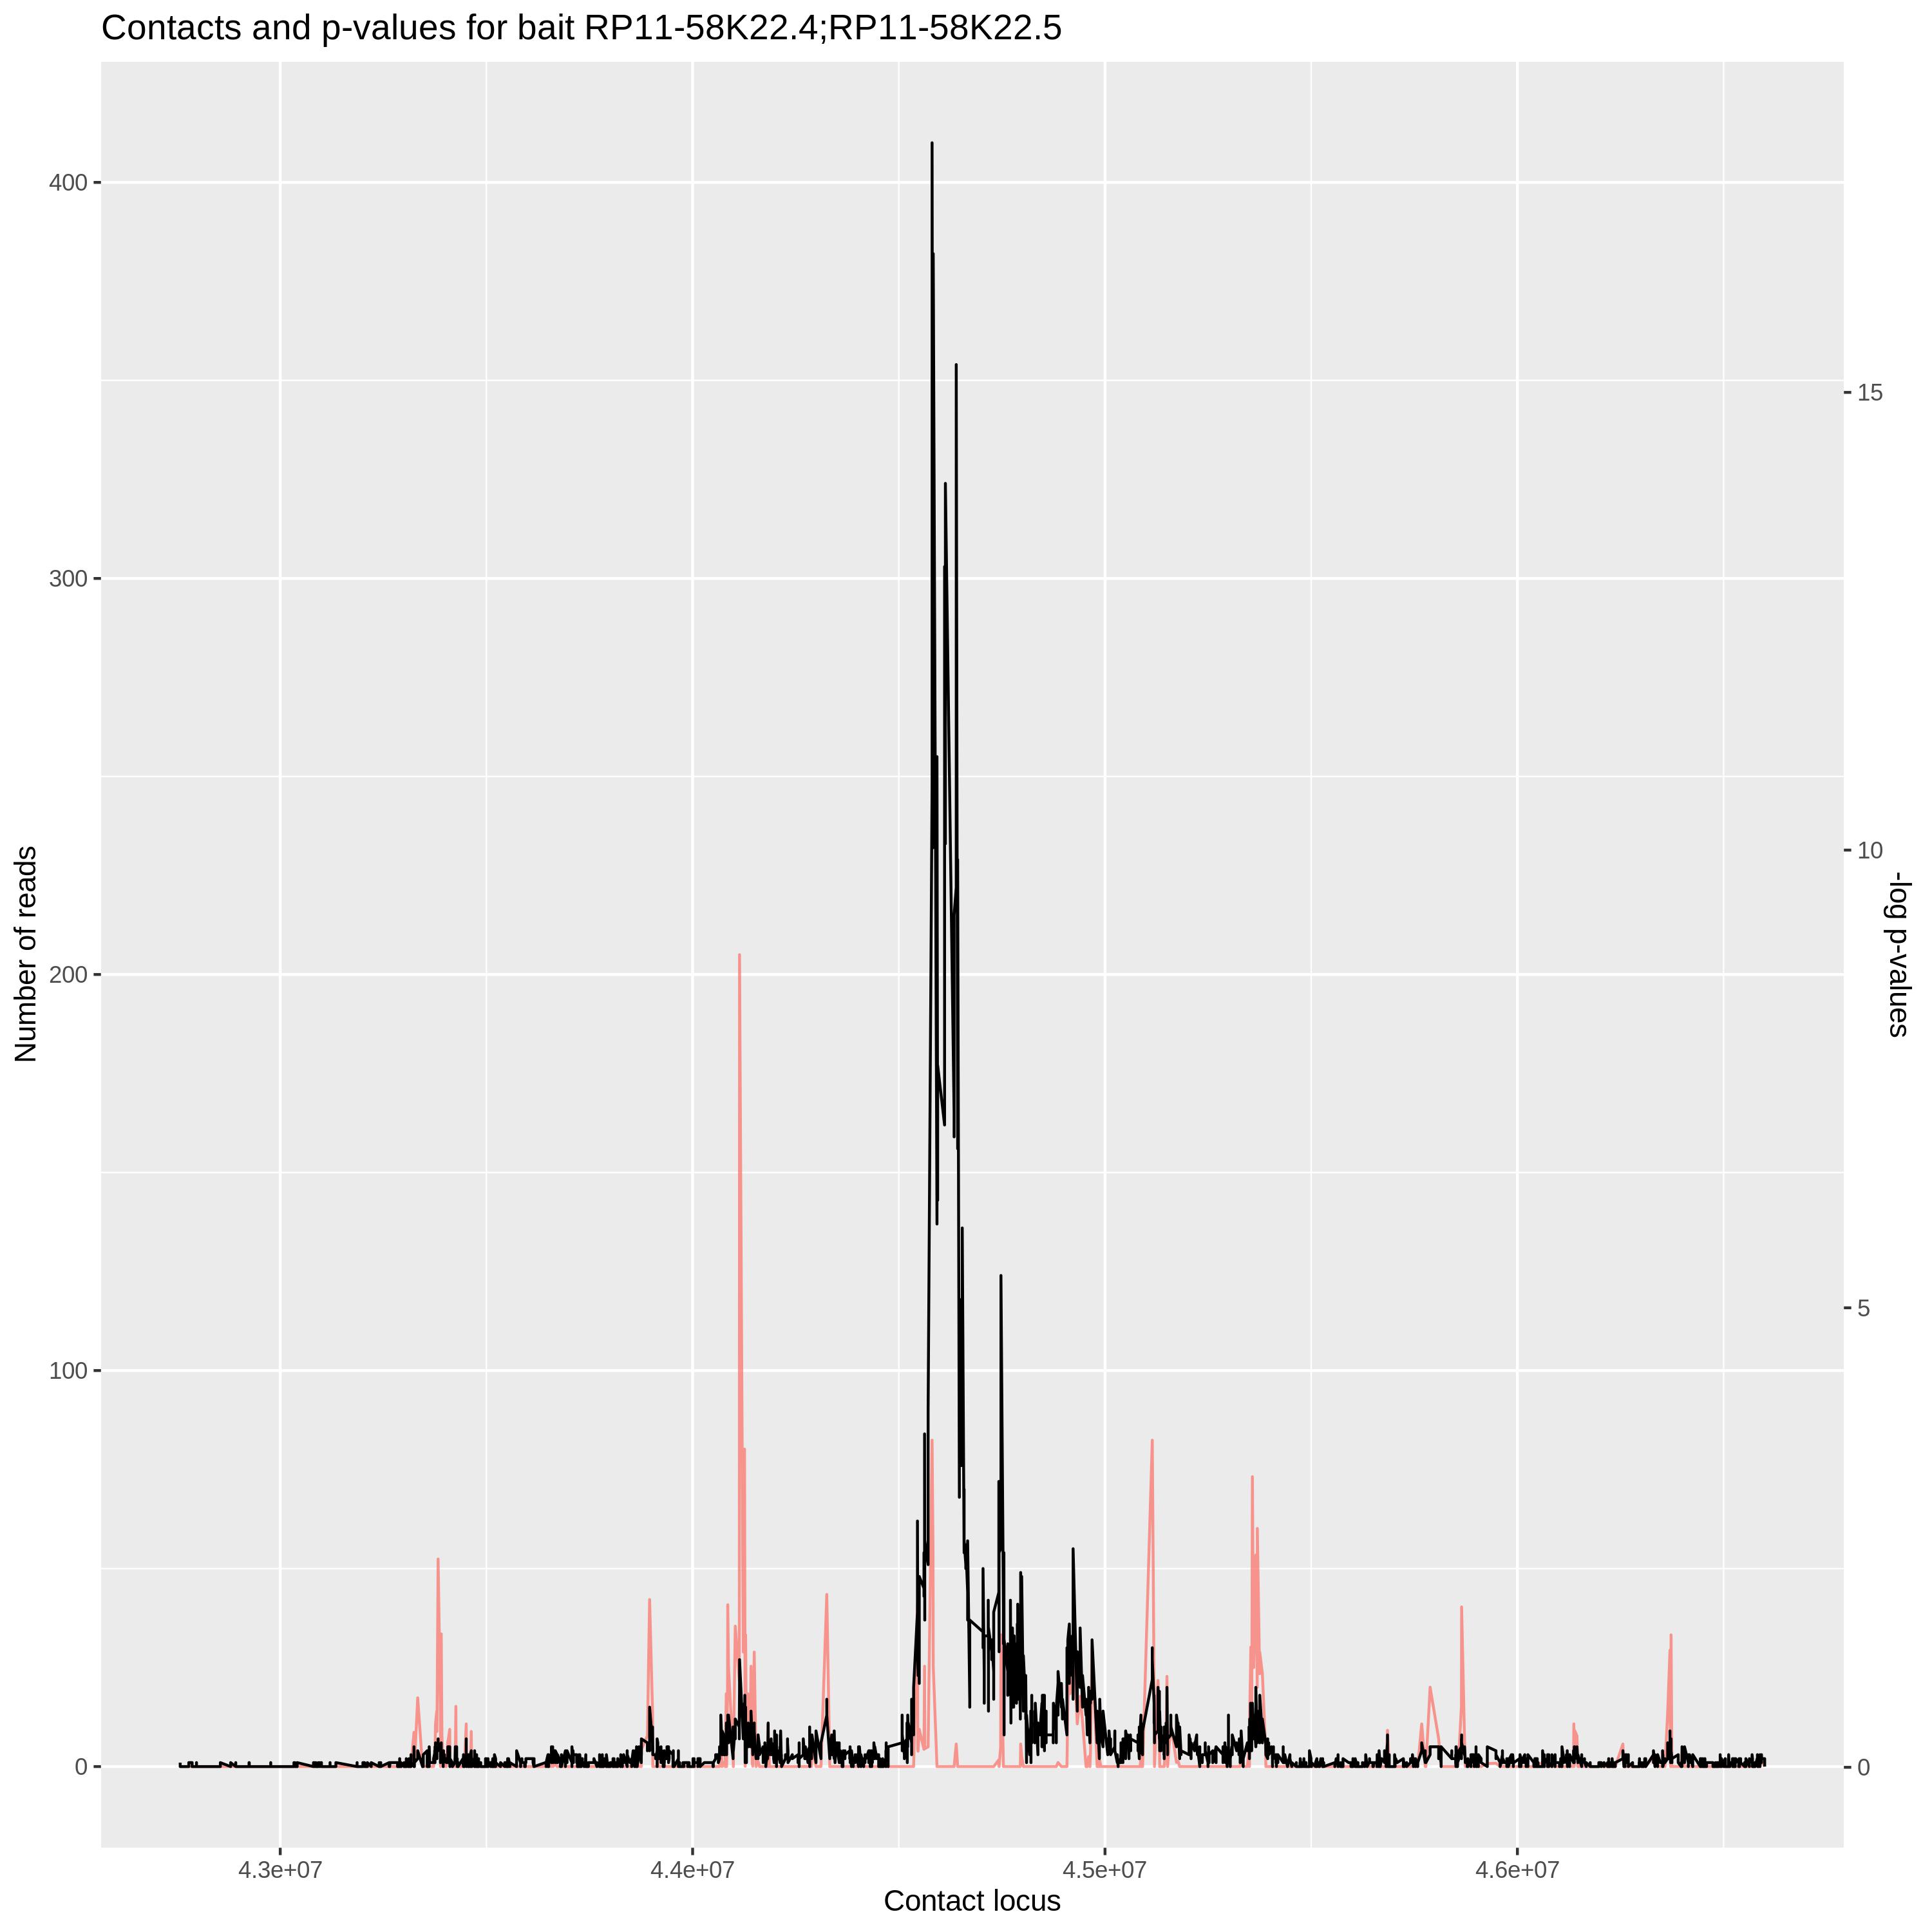 Contacts and p-values for bait RP11-58K22.4;RP11-58K22.5
400
300
200
100
0
Number of reads
15
10
5
0
-log p-values
4.3e+07
4.4e+07
4.5e+07
4.6e+07
Contact locus